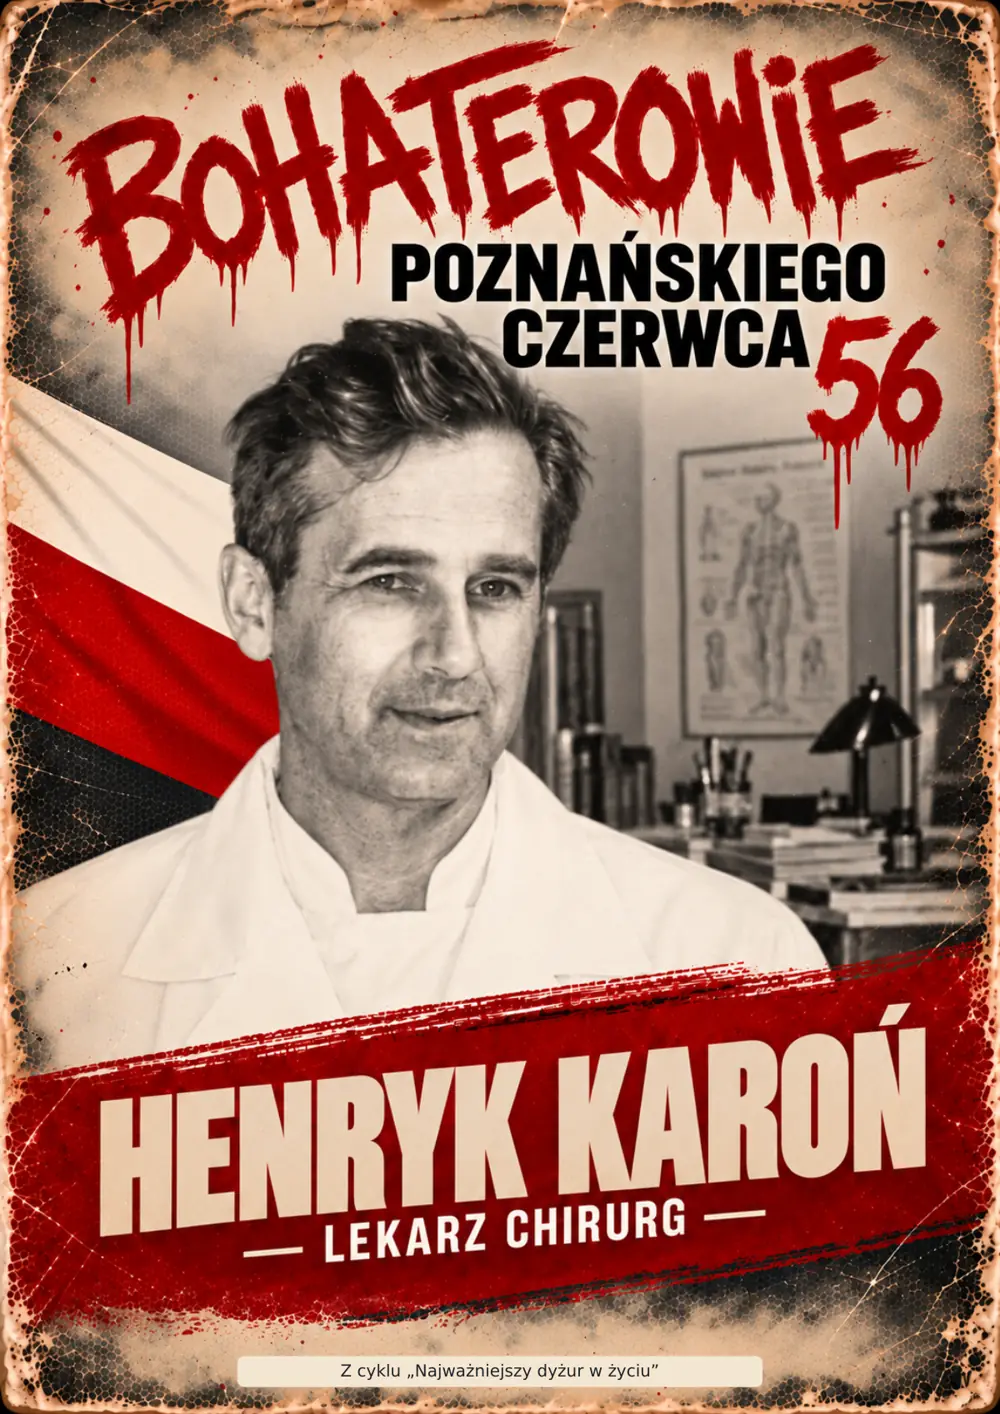 BOHATEROWiE
POZNAŃSKIEGO
CZERWCA 56
HENRYK KAROŃ
— LEKARZ CHIRURG —
Z cyklu „Najważniejszy dyżur w życiu”